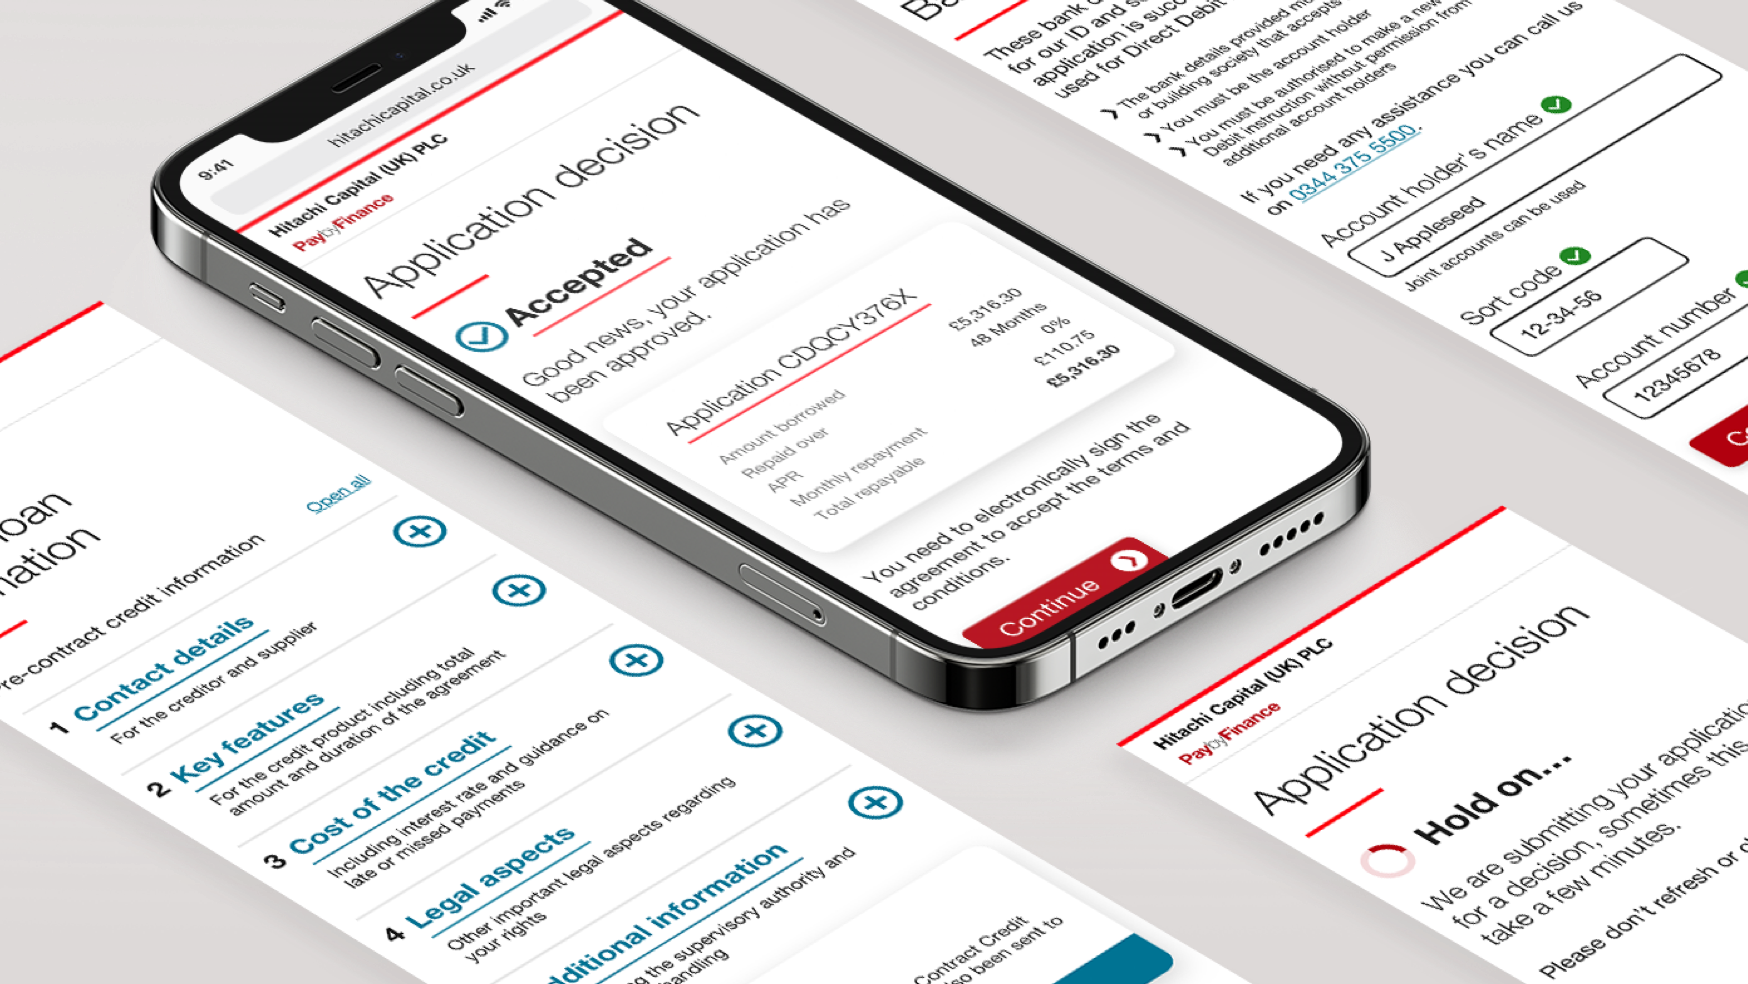 9:41
hitachicapital.co.uk
Hitachi Capital (UK) PLC
PaybyFinance
Application decision
Accepted
Good news, your application has
been approved.
Application CDQCY376X
Amount borrowed £5,316.30
Repaid over 48 Months
APR 0%
Monthly repayment £110.75
Total repayable £5,316.30
You need to electronically sign the
agreement to accept the terms and
conditions.
Continue
These bank
for our ID and
application is
used for Direct Debit
The bank details provided
or building society that accepts
You must be the account holder
You must be authorised to make a new
Debit instruction without permission from
additional account holders
If you need any assistance you can call us
on 0344 375 5500.
Account holder's name
J Appleseed
Joint accounts can be used
Sort code
12-34-56
Account number
12345678
Open all
credit information
1 Contact details
For the creditor and supplier
2 Key features
For the credit product including total
amount and duration of the agreement
3 Cost of the credit
Including interest rate and guidance on
late or missed payments
4 Legal aspects
Other important legal aspects regarding
your rights
information
the supervisory authority and
Contract Credit
been sent to
Hitachi Capital (UK) PLC
PaybyFinance
Application decision
Hold on...
We are submitting your
for a decision, sometimes this
take a few minutes.
Please don't refresh or